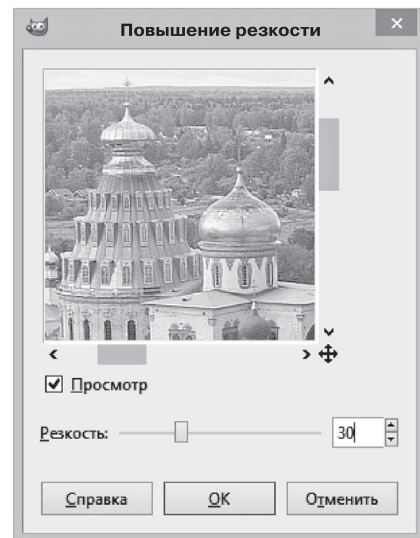 Повышение резкости
Просмотр
Резкость: 30
Справка OK Отменить